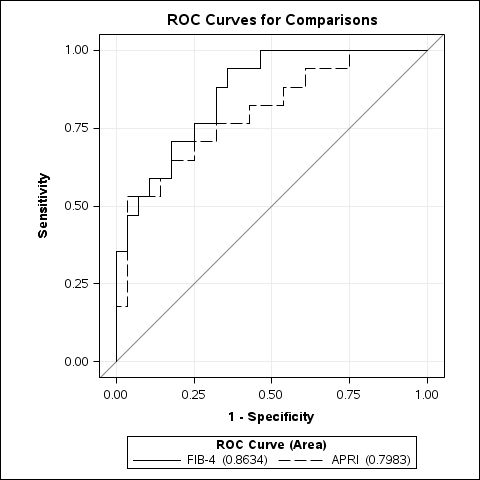 ROC Curves for Comparisons
1.00
0.75
0.50
0.25
0.00
Sensitivity
0.00 0.25 0.50 0.75 1.00
1 - Specificity
ROC Curve (Area)
FIB-4 (0.8634) APRI (0.7983)